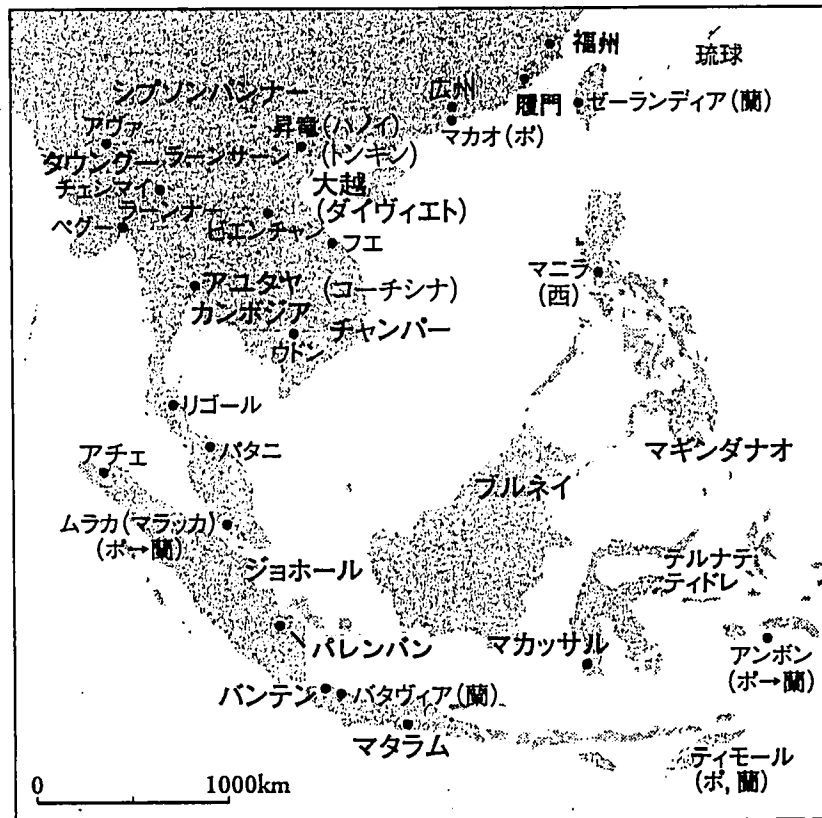 福州
琉球
シプソンパンナー
広州
厦門
ゼーランディア(蘭)
アヴァ
昇竜(ハノイ)
マカオ(ポ)
タウングー
ラーンサーン
(トンキン)
チェンマイ
大越
ラーンナー
(ダイヴィエト)
ペグー
ビエンチャン
フエ
マニラ
(西)
アユタヤ
(コーチシナ)
カンボジア
チャンパー
ウドン
リゴール
パタニ
マギンダナオ
アチェ
ブルネイ
ムラカ(マラッカ)
(ポ→蘭)
テルナテ
ティドレ
ジョホール
パレンバン
マカッサル
アンボン
(ポ→蘭)
バンテン
バタヴィア(蘭)
マタラム
ティモール
(ポ,蘭)
0
1000km